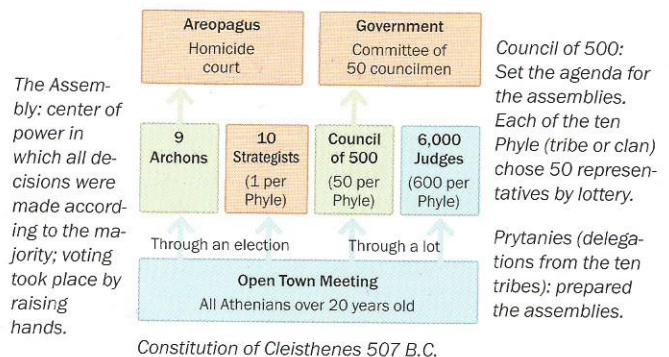 Areopagus
Homicide
court
Government
Committee of
50 councilmen
The Assem-
bly: center of
power in
which all de-
cisions were
made accord-
ing to the ma-
jority; voting
took place by
raising
hands.
9
Archons
10
Strategists
(1 per
Phyle)
Council
of 500
(50 per
Phyle)
6,000
Judges
(600 per
Phyle)
Through an election
Through a lot
Open Town Meeting
All Athenians over 20 years old
Council of 500:
Set the agenda for
the assemblies.
Each of the ten
Phyle (tribe or clan)
chose 50 represen-
tatives by lottery.
Prytanies (delega-
tions from the ten
tribes): prepared
the assemblies.
Constitution of Cleisthenes 507 B.C.